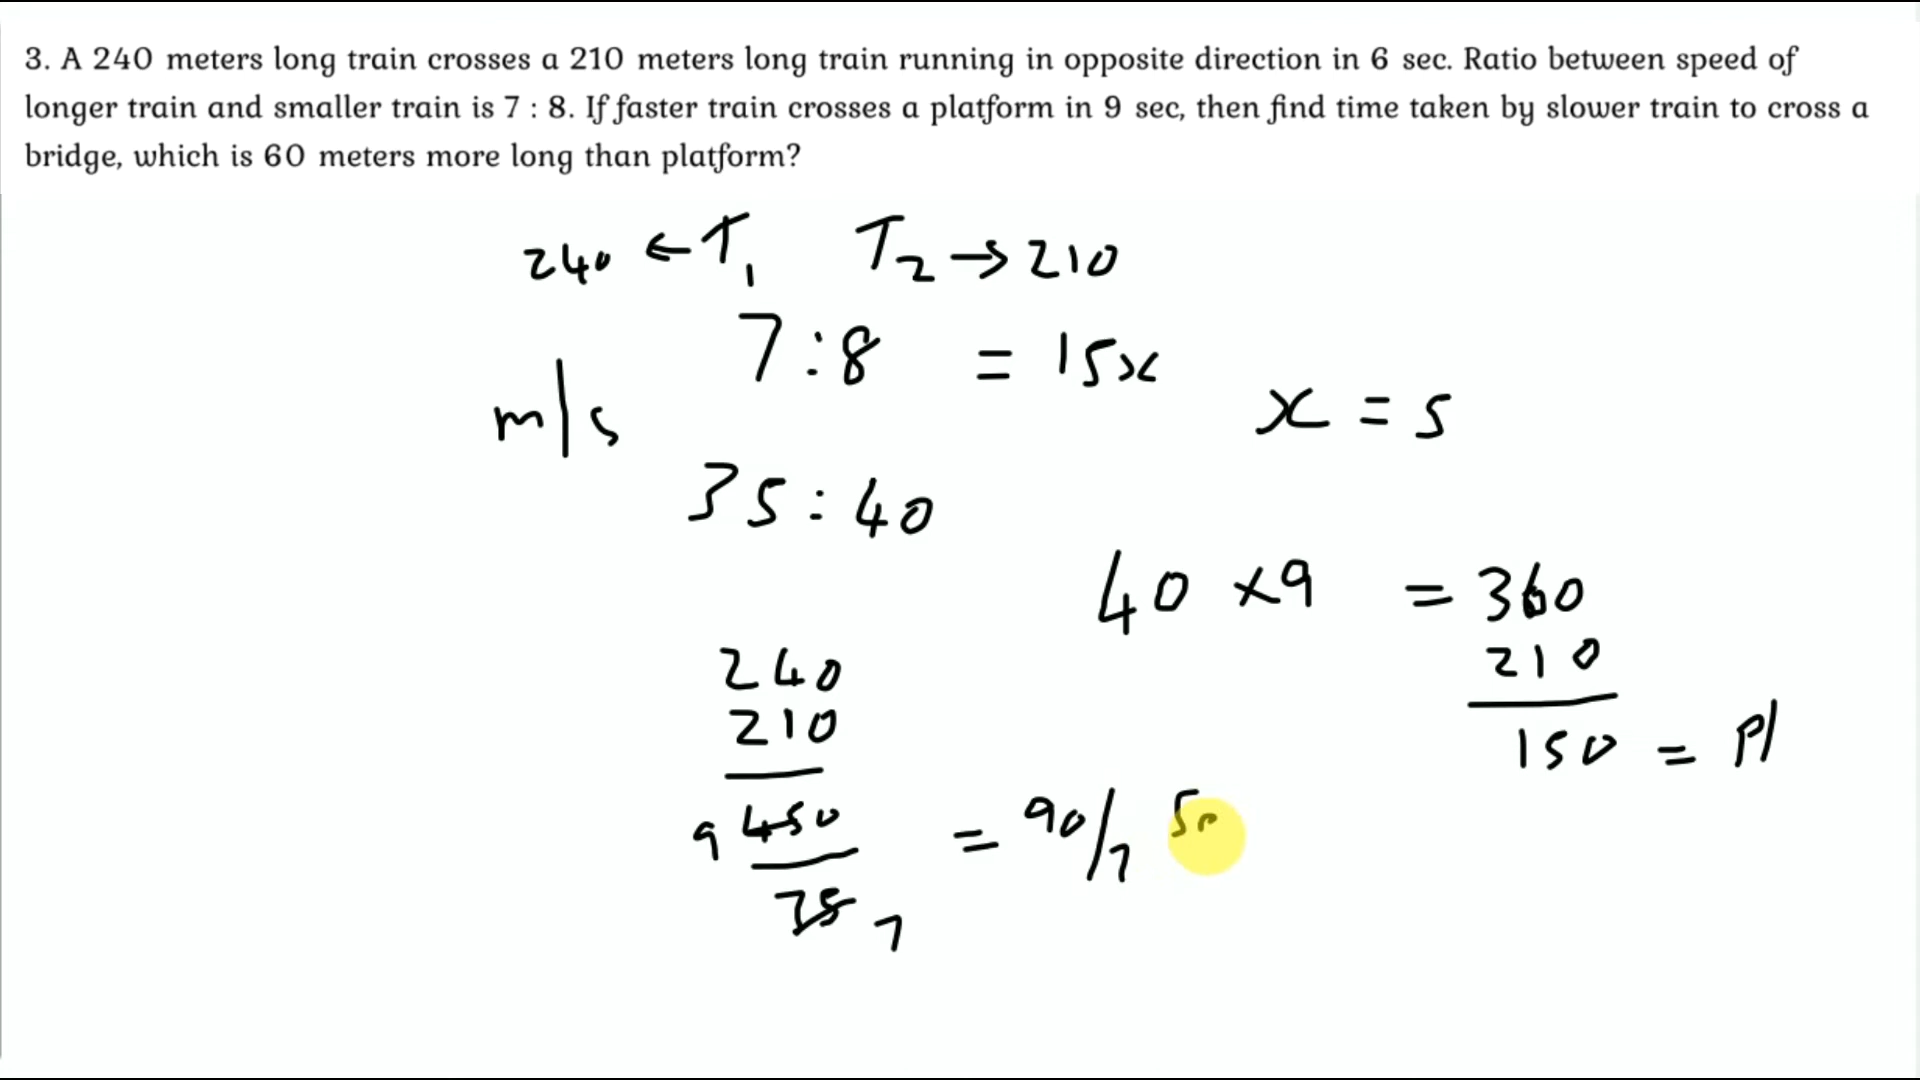 3. A 240 meters long train crosses a 210 meters long train running in opposite direction in 6 sec. Ratio between speed of
longer train and smaller train is 7 : 8. If faster train crosses a platform in 9 sec, then find time taken by slower train to cross a
bridge, which is 60 meters more long than platform?
240 ← T1 T2 → 210
7 : 8 = 15x
m/s
x = 5
35 : 40
40 x 9 = 360
210
150 = Pl
240
210
9 450 = 90/7
35 7